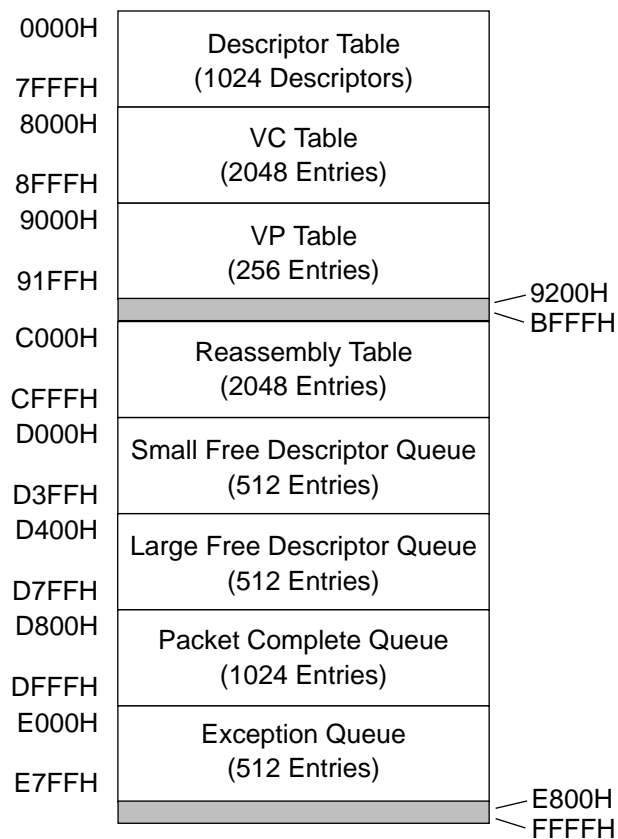 0000H
Descriptor Table
(1024 Descriptors)
7FFFH
8000H
VC Table
(2048 Entries)
8FFFH
9000H
VP Table
(256 Entries)
91FFH
9200H
BFFFH
C000H
Reassembly Table
(2048 Entries)
CFFFH
D000H
Small Free Descriptor Queue
(512 Entries)
D3FFH
D400H
Large Free Descriptor Queue
(512 Entries)
D7FFH
D800H
Packet Complete Queue
(1024 Entries)
DFFFH
E000H
Exception Queue
(512 Entries)
E7FFH
E800H
FFFFH